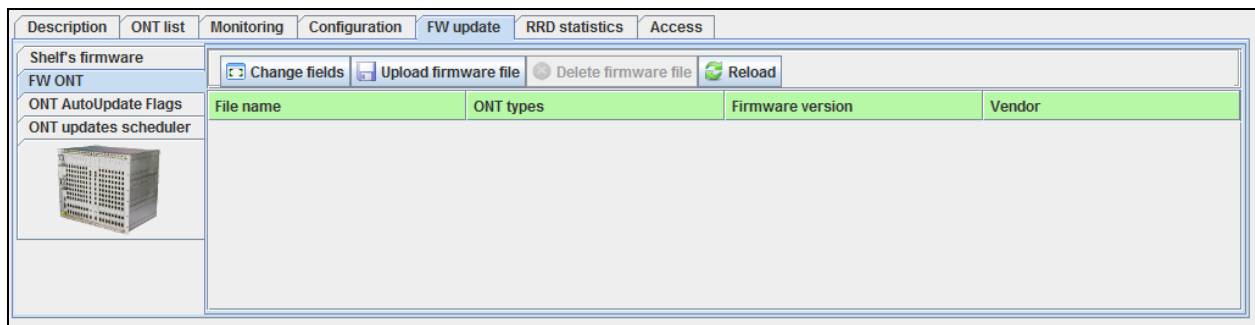 Description ONT list Monitoring Configuration FW update RRD statistics Access
Shelf's firmware
FW ONT
ONT AutoUpdate Flags
ONT updates scheduler
Change fields Upload firmware file Delete firmware file Reload
File name ONT types Firmware version Vendor